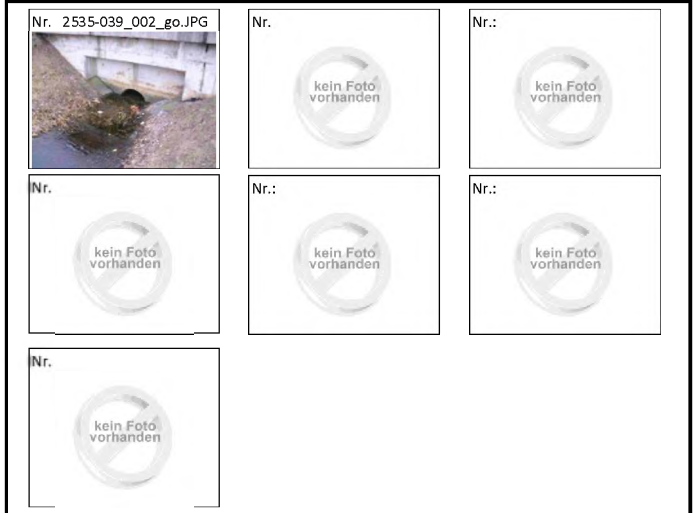 Nr. 2535-039_002_go.JPG
Nr.
Nr.:
kein Foto
vorhanden
kein Foto
vorhanden
Nr.
Nr.:
Nr.:
kein Foto
vorhanden
kein Foto
vorhanden
kein Foto
vorhanden
Nr.
kein Foto
vorhanden